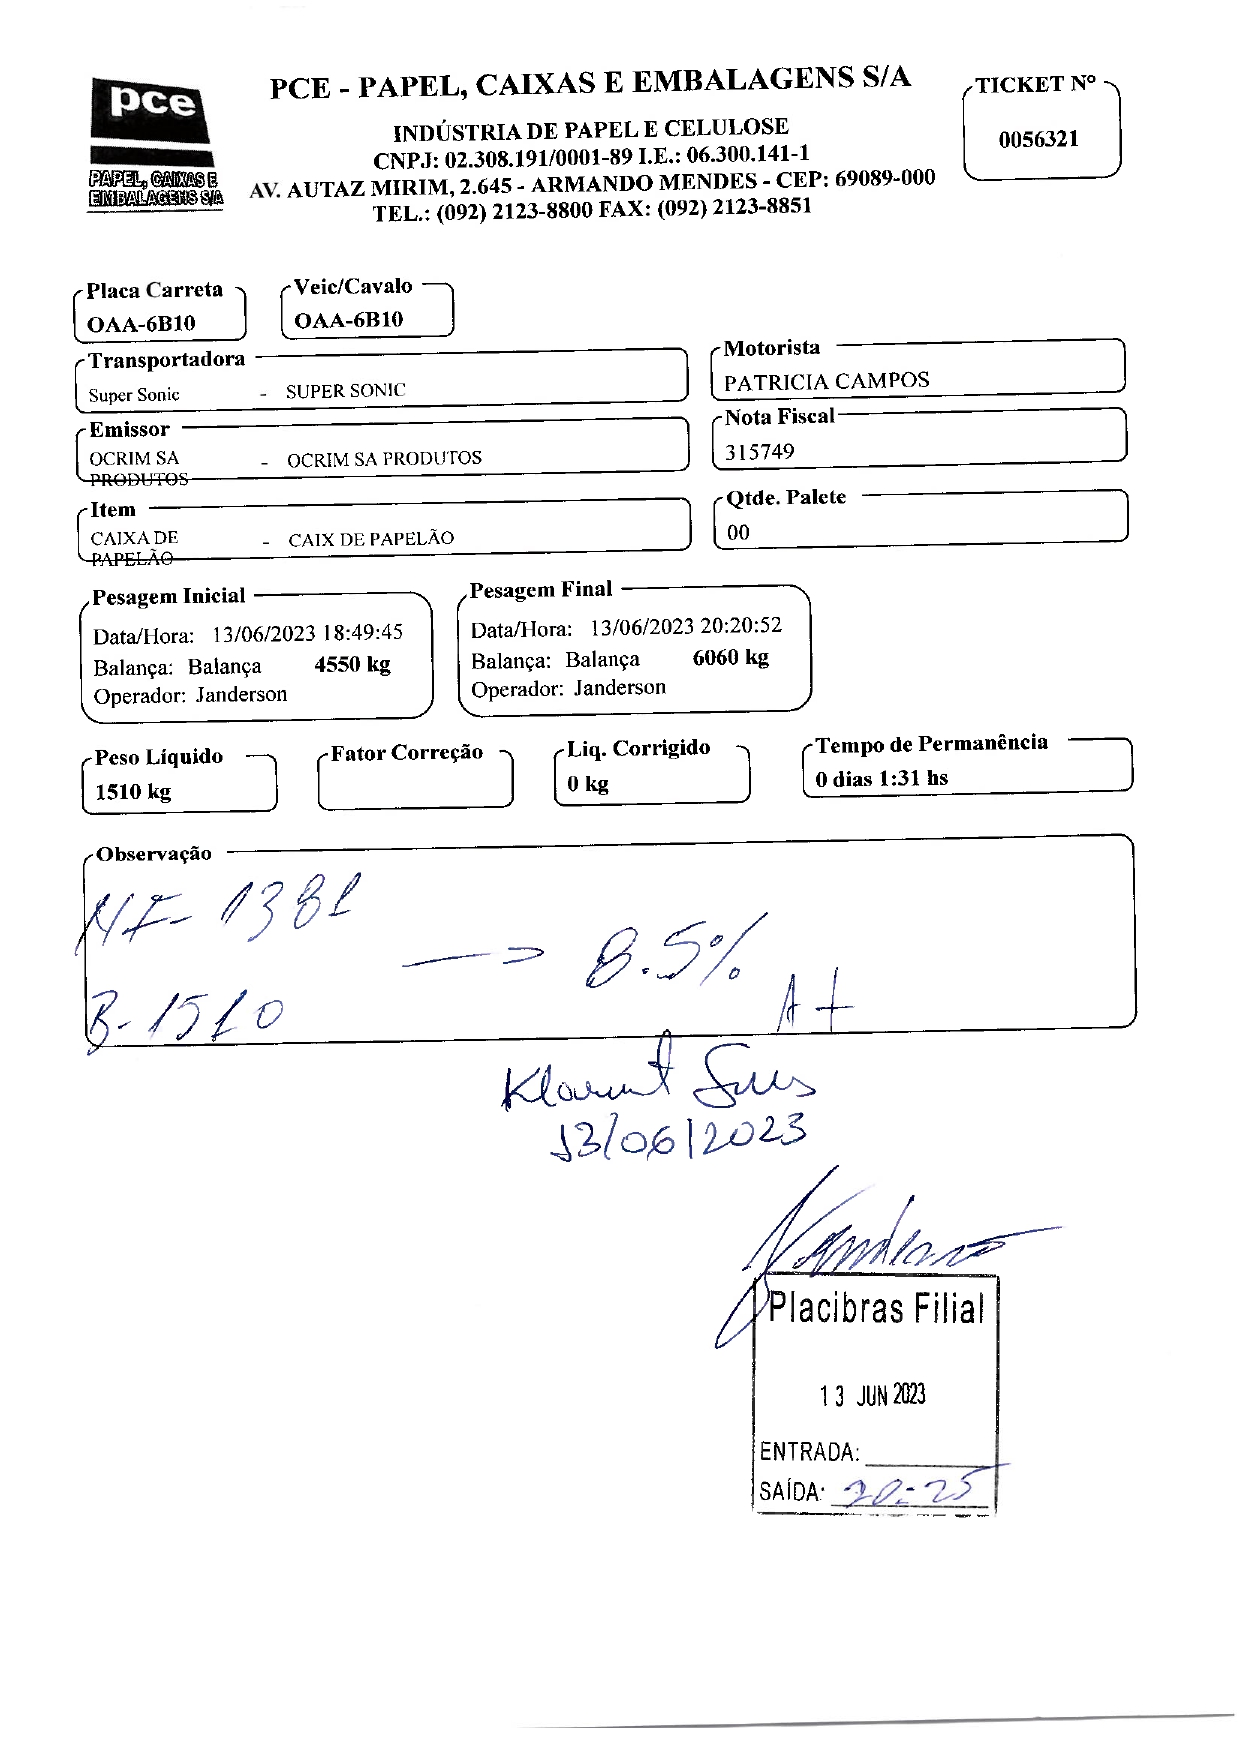 pce
PAPEL, CAIXAS E
EMBALAGENS S/A
PCE - PAPEL, CAIXAS E EMBALAGENS S/A
INDÚSTRIA DE PAPEL E CELULOSE
CNPJ: 02.308.191/0001-89 I.E.: 06.300.141-1
AV. AUTAZ MIRIM, 2.645 - ARMANDO MENDES - CEP: 69089-000
TEL.: (092) 2123-8800 FAX: (092) 2123-8851
TICKET Nº
0056321
Placa Carreta
OAA-6B10
Veic/Cavalo
OAA-6B10
Transportadora
Super Sonic - SUPER SONIC
Motorista
PATRICIA CAMPOS
Emissor
OCRIM SA - OCRIM SA PRODUTOS
PRODUTOS
Nota Fiscal
315749
Item
CAIXA DE - CAIX DE PAPELÃO
PAPELÃO
Qtde. Palete
00
Pesagem Inicial
Data/Hora: 13/06/2023 18:49:45
Balança: Balança 4550 kg
Operador: Janderson
Pesagem Final
Data/Hora: 13/06/2023 20:20:52
Balança: Balança 6060 kg
Operador: Janderson
Peso Líquido
1510 kg
Fator Correção
Liq. Corrigido
0 kg
Tempo de Permanência
0 dias 1:31 hs
Observação
NF- 1381
B- 1510
→ 8.5%
A+
13/06/2023
Placibras Filial
13 JUN 2023
ENTRADA:
SAÍDA: 20:25